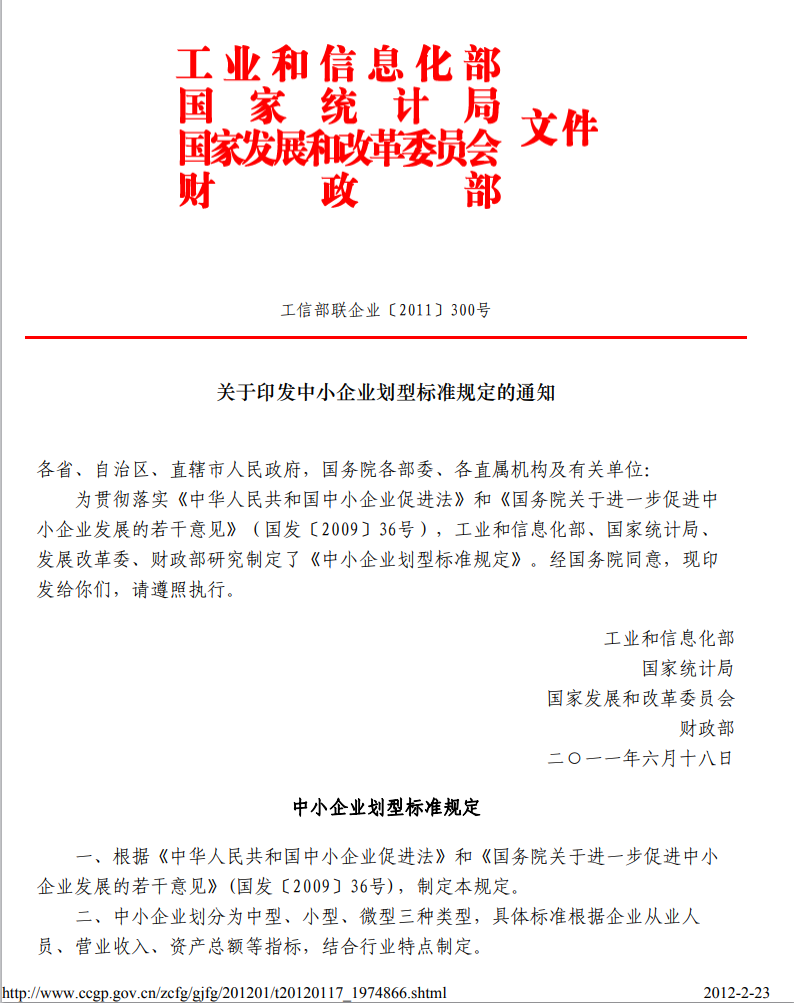 工业和信息化部
国家统计局
国家发展和改革委员会
财政部
文件
工信部联企业〔2011〕300号
关于印发中小企业划型标准规定的通知
各省、自治区、直辖市人民政府，国务院各部委、各直属机构及有关单位:
为贯彻落实《中华人民共和国中小企业促进法》和《国务院关于进一步促进中
小企业发展的若干意见》（国发〔2009〕36号），工业和信息化部、国家统计局、
发展改革委、财政部研究制定了《中小企业划型标准规定》。经国务院同意，现印
发给你们，请遵照执行。
工业和信息化部
国家统计局
国家发展和改革委员会
财政部
二〇一一年六月十八日
中小企业划型标准规定
一、根据《中华人民共和国中小企业促进法》和《国务院关于进一步促进中小
企业发展的若干意见》(国发〔2009〕36号)，制定本规定。
二、中小企业划分为中型、小型、微型三种类型，具体标准根据企业从业人
员、营业收入、资产总额等指标，结合行业特点制定。
http://www.ccgp.gov.cn/zcfg/gjfg/201201/t20120117_1974866.shtml
2012-2-23